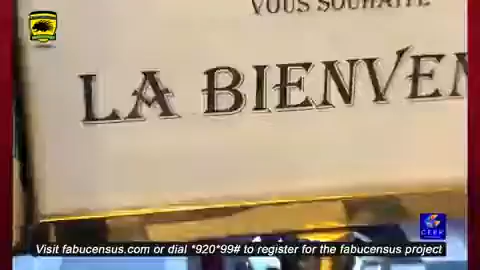 VOUS SOUHAITE
LA BIENVEN
Visit fabucensus.com or dial *920*99# to register for the fabucensus project